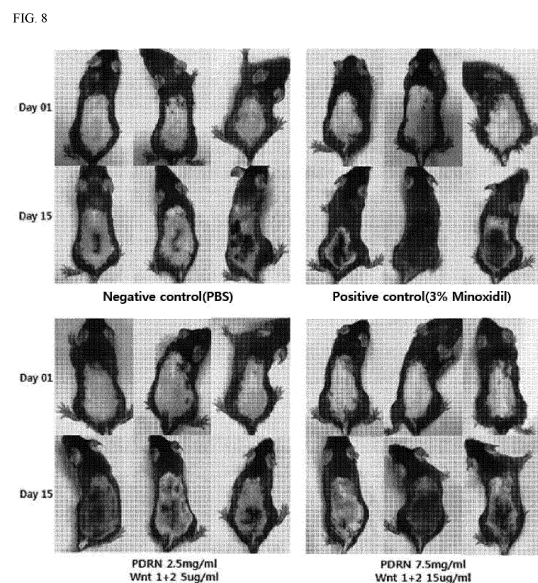 FIG. 8
Day 01
Day 15
Negative control(PBS)
Positive control(3% Minoxidil)
Day 01
Day 15
PDRN 2.5mg/ml
Wnt 1+2 5ug/ml
PDRN 7.5mg/ml
Wnt 1+2 15ug/ml